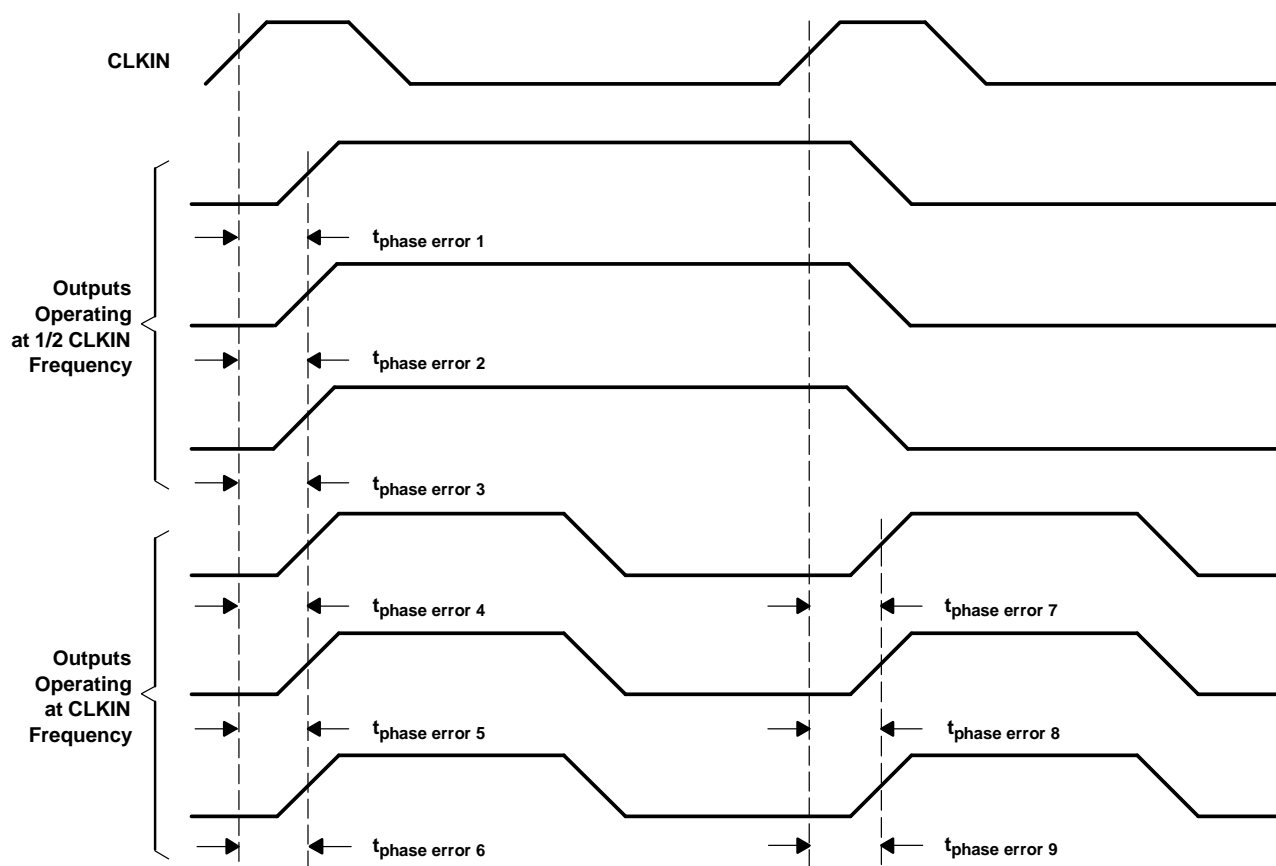 CLKIN
Outputs
Operating
at 1/2 CLKIN
Frequency
tphase error 1
tphase error 2
tphase error 3
Outputs
Operating
at CLKIN
Frequency
tphase error 4
tphase error 7
tphase error 5
tphase error 8
tphase error 6
tphase error 9